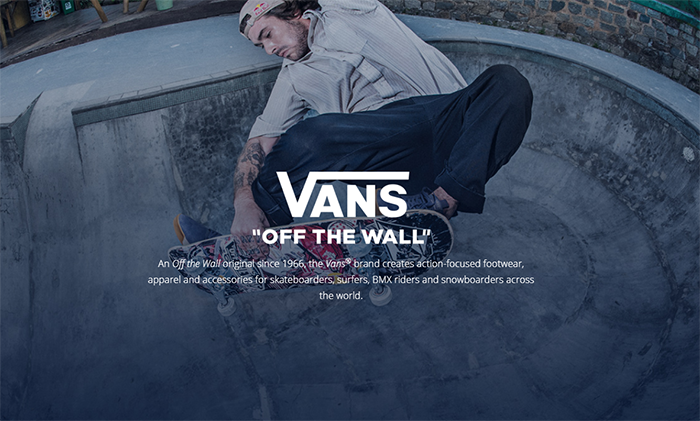 VANS
"OFF THE WALL"
An Off the Wall original since 1966, the Vans® brand creates action-focused footwear,
apparel and accessories for skateboarders, surfers, BMX riders and snowboarders across
the world.